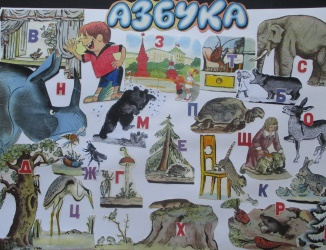 АЗБУКА
В
З
Т
С
Н
Б
М
П
О
Е
Ш
Д
Ж
Г
К
Ц
Х
Р